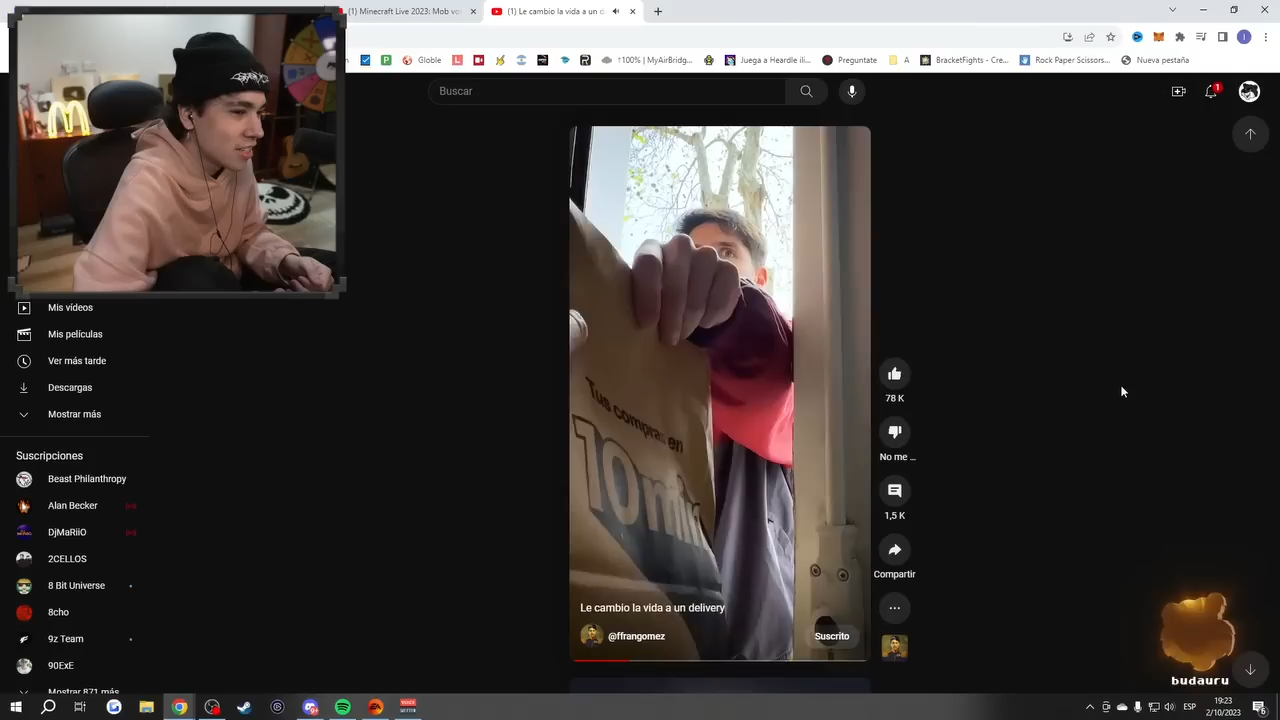 (1) Minecraft Live 2023: Mob vo
(1) Le cambio la vida a un d
Globle
↑100% | MyAirBridg...
Juega a Heardle ili...
Preguntate
A
BracketFights - Cre...
Rock Paper Scissors...
Nueva pestaña
Buscar
1
Mis vídeos
Mis películas
Ver más tarde
Descargas
Mostrar más
Suscripciones
Beast Philanthropy
Alan Becker
DjMaRiiO
2CELLOS
8 Bit Universe
8cho
9z Team
90ExE
Mostrar 871 más
Tus compras en
10 min
Le cambio la vida a un delivery
@ffrangomez
Suscrito
78 K
No me ...
1,5 K
Compartir
budauru
ESP
19:23
2/10/2023